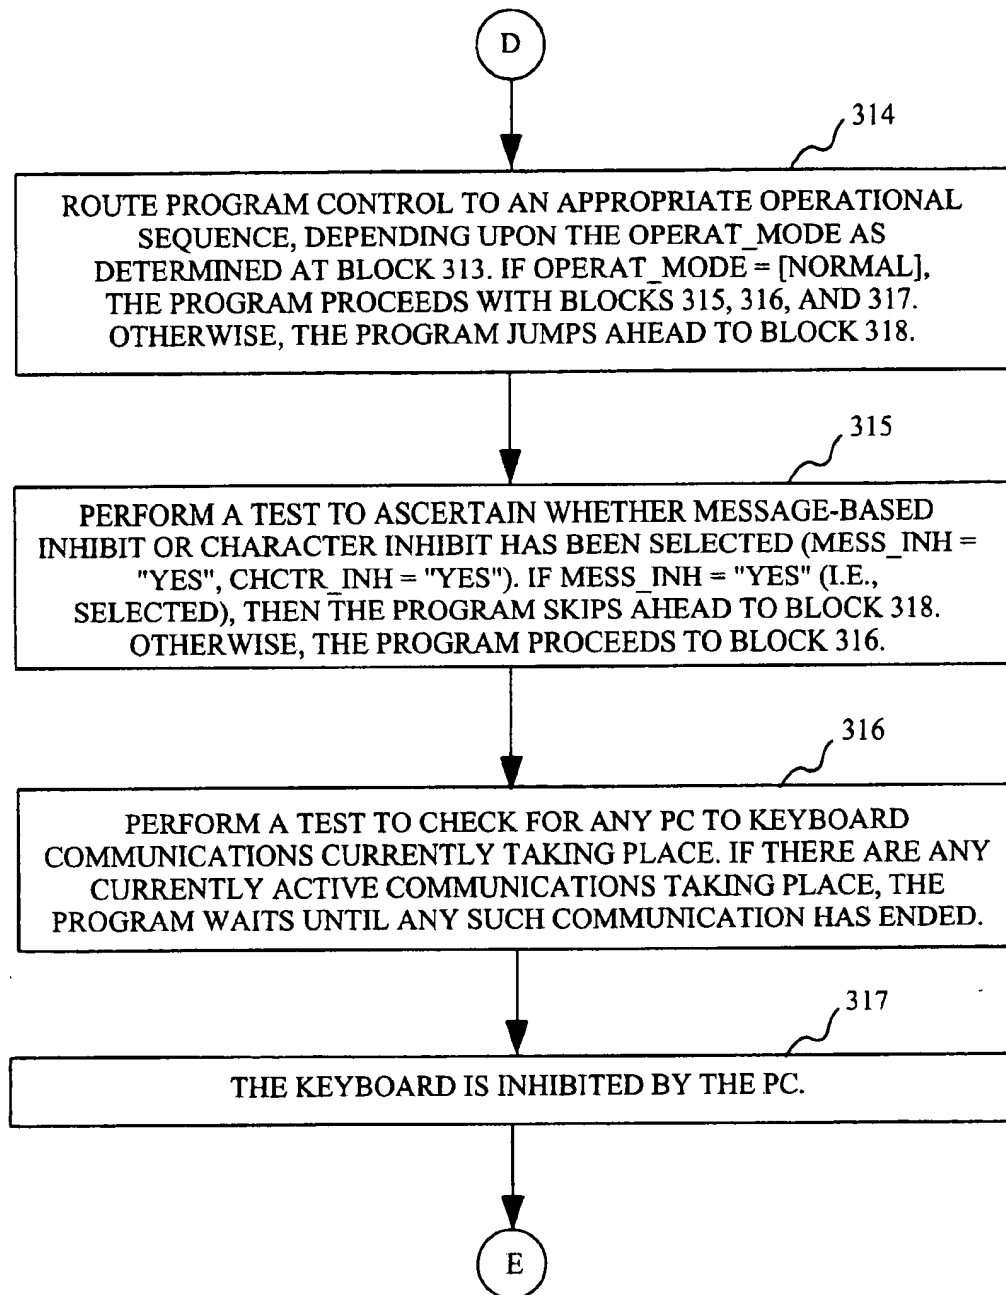 D
314
ROUTE PROGRAM CONTROL TO AN APPROPRIATE OPERATIONAL
SEQUENCE, DEPENDING UPON THE OPERAT_MODE AS
DETERMINED AT BLOCK 313. IF OPERAT_MODE = [NORMAL],
THE PROGRAM PROCEEDS WITH BLOCKS 315, 316, AND 317.
OTHERWISE, THE PROGRAM JUMPS AHEAD TO BLOCK 318.
315
PERFORM A TEST TO ASCERTAIN WHETHER MESSAGE-BASED
INHIBIT OR CHARACTER INHIBIT HAS BEEN SELECTED (MESS_INH =
"YES", CHCTR_INH = "YES"). IF MESS_INH = "YES" (I.E.,
SELECTED), THEN THE PROGRAM SKIPS AHEAD TO BLOCK 318.
OTHERWISE, THE PROGRAM PROCEEDS TO BLOCK 316.
316
PERFORM A TEST TO CHECK FOR ANY PC TO KEYBOARD
COMMUNICATIONS CURRENTLY TAKING PLACE. IF THERE ARE ANY
CURRENTLY ACTIVE COMMUNICATIONS TAKING PLACE, THE
PROGRAM WAITS UNTIL ANY SUCH COMMUNICATION HAS ENDED.
317
THE KEYBOARD IS INHIBITED BY THE PC.
E